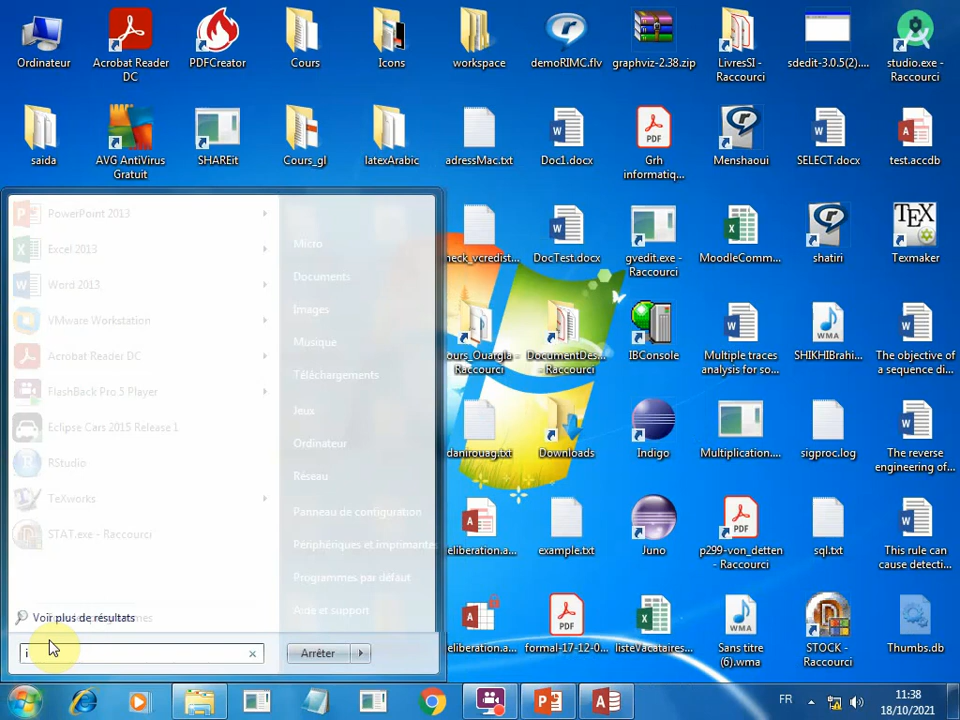 Ordinateur
Acrobat Reader
DC
PDFCreator
Cours
Icons
workspace
demoRIMC.flv
graphviz-2.38.zip
LivresSI -
Raccourci
sdedit-3.0.5(2)....
studio.exe -
Raccourci
saida
AVG AntiVirus
Gratuit
SHAREit
Cours_gl
latexArabic
adressMac.txt
Doc1.docx
Grh
informatiq...
Menshaoui
SELECT.docx
test.accdb
heck_vcredist...
DocTest.docx
gvedit.exe -
Raccourci
MoodleComm...
shatiri
Texmaker
ours_Ouargla -
Raccourci
DocumentDes...
- Raccourci
IBConsole
Multiple traces
analysis for so...
SHIKHIBrahi...
The objective of
a sequence di...
danirouag.txt
Downloads
Indigo
Multiplication....
sigproc.log
The reverse
engineering of...
eliberation.a...
example.txt
Juno
p299-von_detten
- Raccourci
sql.txt
This rule can
cause detecti...
eliberation.a...
formal-17-12-0...
listeVacataires...
Sans titre
(6).wma
STOCK -
Raccourci
Thumbs.db
PowerPoint 2013
Excel 2013
Word 2013
VMware Workstation
Acrobat Reader DC
FlashBack Pro 5 Player
Eclipse Cars 2015 Release 1
RStudio
TeXworks
STAT.exe - Raccourci
Micro
Documents
Images
Musique
Téléchargements
Jeux
Ordinateur
Réseau
Panneau de configuration
Périphériques et imprimantes
Programmes par défaut
Aide et support
Voir plus de résultats
i
Arrêter
FR
11:38
18/10/2021